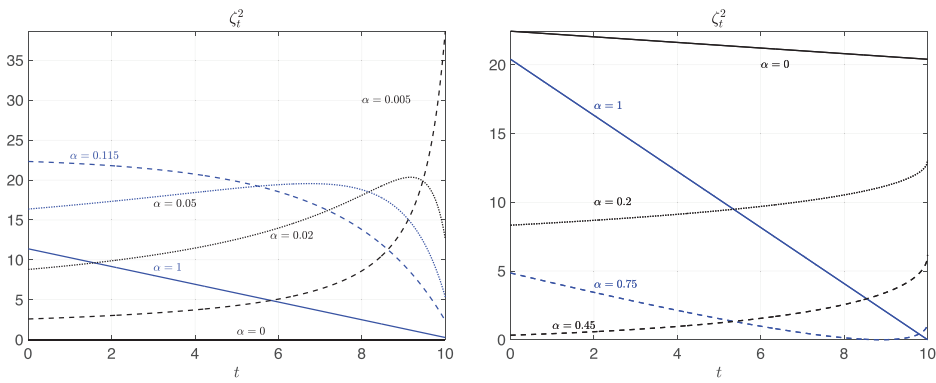 ζ_t^2
35
30
25
20
15
10
5
0
0
2
4
6
8
10
t
α = 0.005
α = 0.115
α = 0.05
α = 0.02
α = 1
α = 0
ζ_t^2
20
15
10
5
0
0
2
4
6
8
10
t
α = 0
α = 1
α = 0.2
α = 0.75
α = 0.45